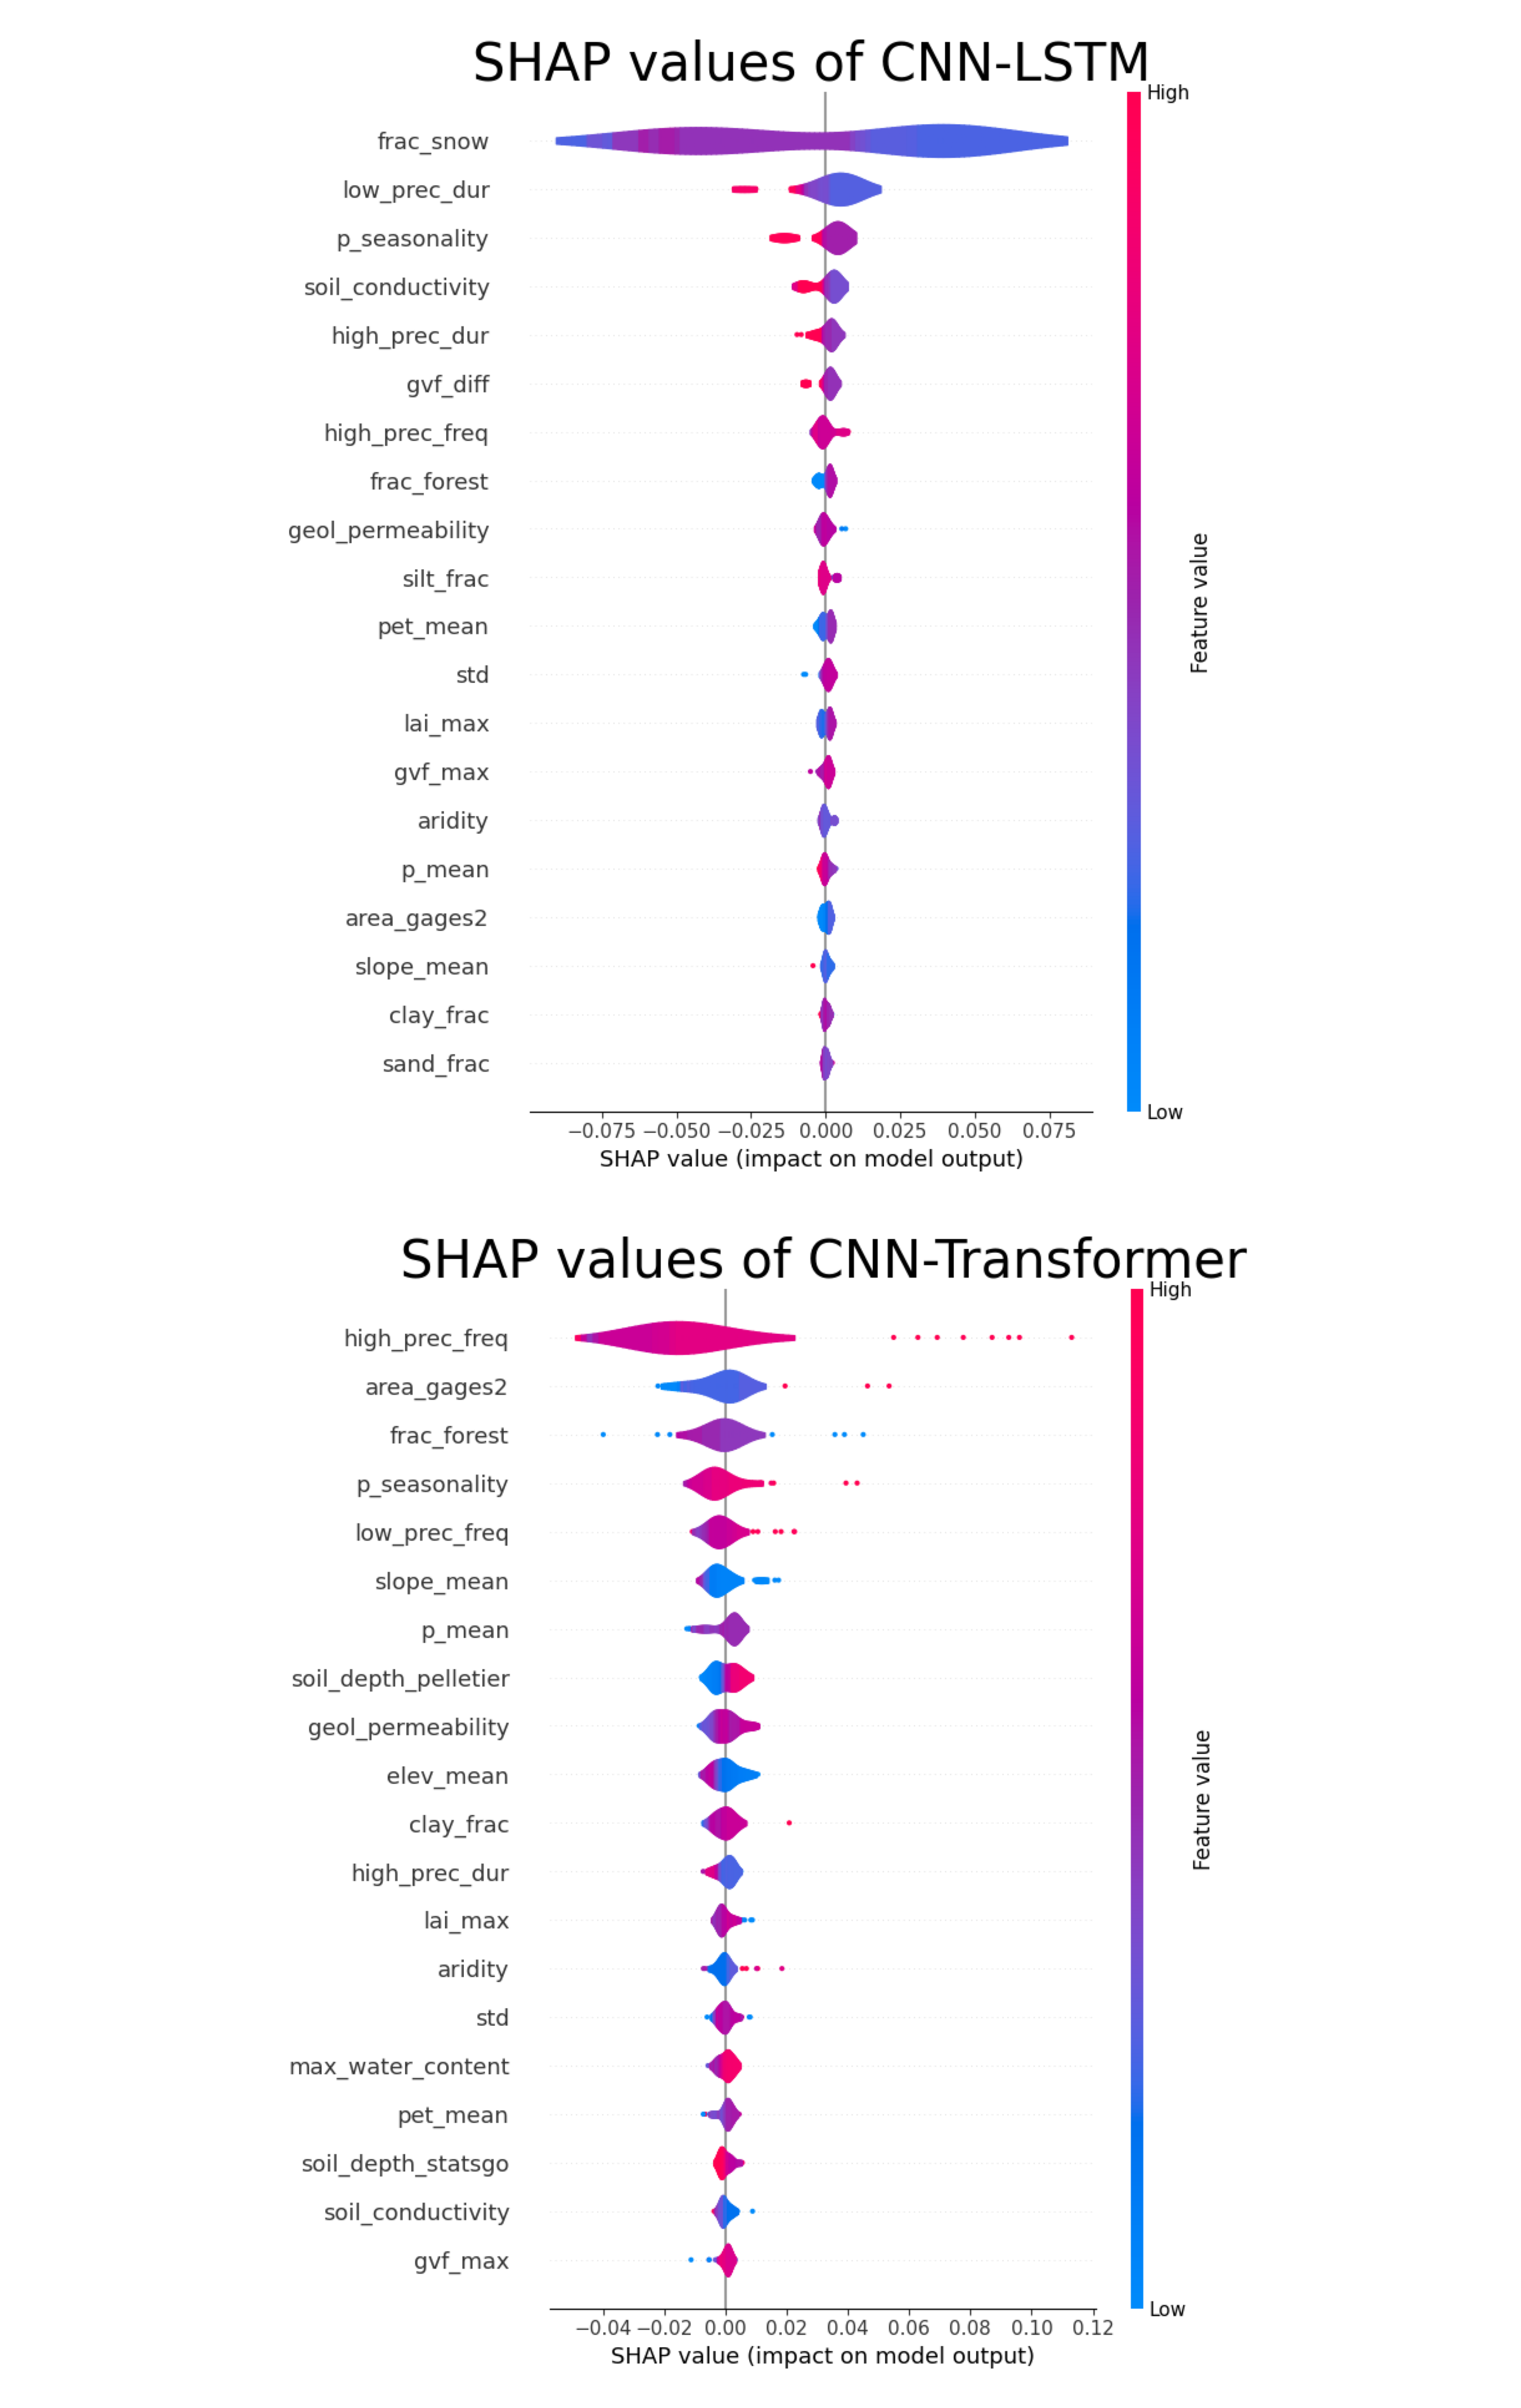 SHAP values of CNN-LSTM
High
frac_snow
low_prec_dur
p_seasonality
soil_conductivity
high_prec_dur
gvf_diff
high_prec_freq
frac_forest
geol_permeability
silt_frac
pet_mean
std
lai_max
gvf_max
aridity
p_mean
area_gages2
slope_mean
clay_frac
sand_frac
Feature value
Low
−0.075 −0.050 −0.025 0.000 0.025 0.050 0.075
SHAP value (impact on model output)
SHAP values of CNN-Transformer
High
high_prec_freq
area_gages2
frac_forest
p_seasonality
low_prec_freq
slope_mean
p_mean
soil_depth_pelletier
geol_permeability
elev_mean
clay_frac
high_prec_dur
lai_max
aridity
std
max_water_content
pet_mean
soil_depth_statsgo
soil_conductivity
gvf_max
Feature value
Low
−0.04 −0.02 0.00 0.02 0.04 0.06 0.08 0.10 0.12
SHAP value (impact on model output)